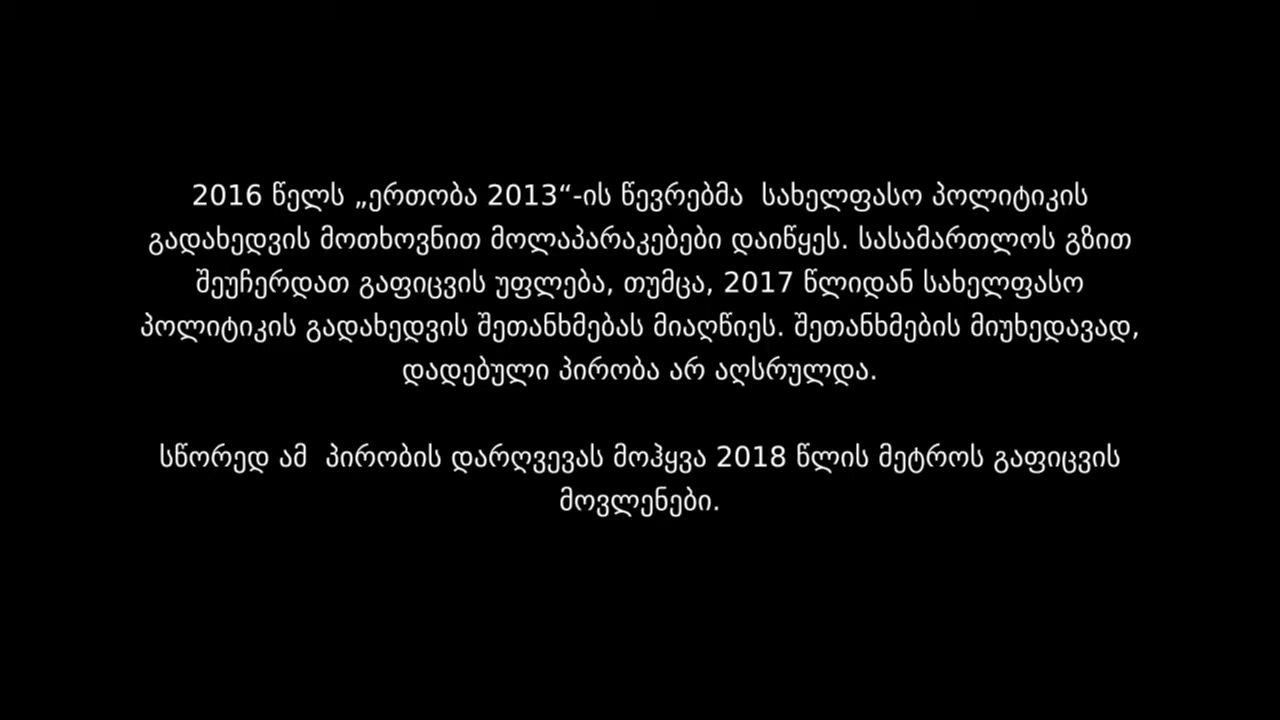 2016 წელს „ერთობა 2013“-ის წევრებმა სახელფასო პოლიტიკის
გადახედვის მოთხოვნით მოლაპარაკებები დაიწყეს. სასამართლოს გზით
შეუჩერდათ გაფიცვის უფლება, თუმცა, 2017 წლიდან სახელფასო
პოლიტიკის გადახედვის შეთანხმებას მიაღწიეს. შეთანხმების მიუხედავად,
დადებული პირობა არ აღსრულდა.
სწორედ ამ პირობის დარღვევას მოჰყვა 2018 წლის მეტროს გაფიცვის
მოვლენები.